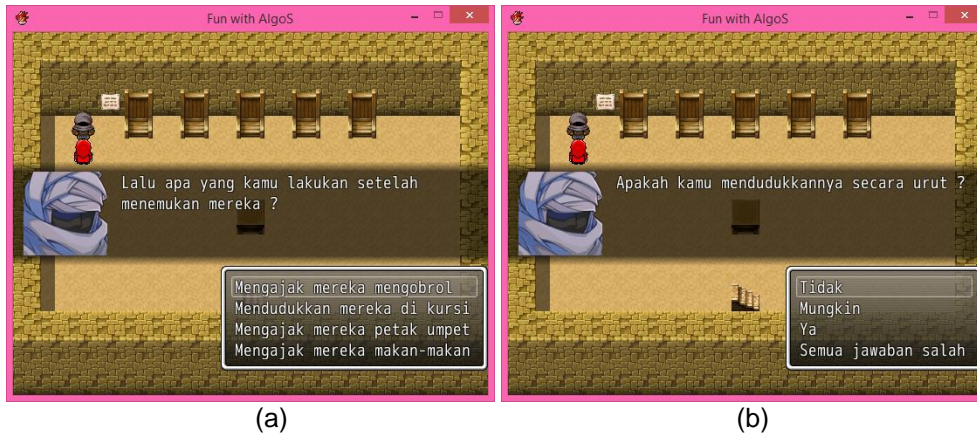 Fun with AlgoS
Lalu apa yang kamu lakukan setelah
menemukan mereka ?
Mengajak mereka mengobrol
Mendudukkan mereka di kursi
Mengajak mereka petak umpet
Mengajak mereka makan-makan
(a)
Fun with AlgoS
Apakah kamu mendudukkannya secara urut ?
Tidak
Mungkin
Ya
Semua jawaban salah
(b)